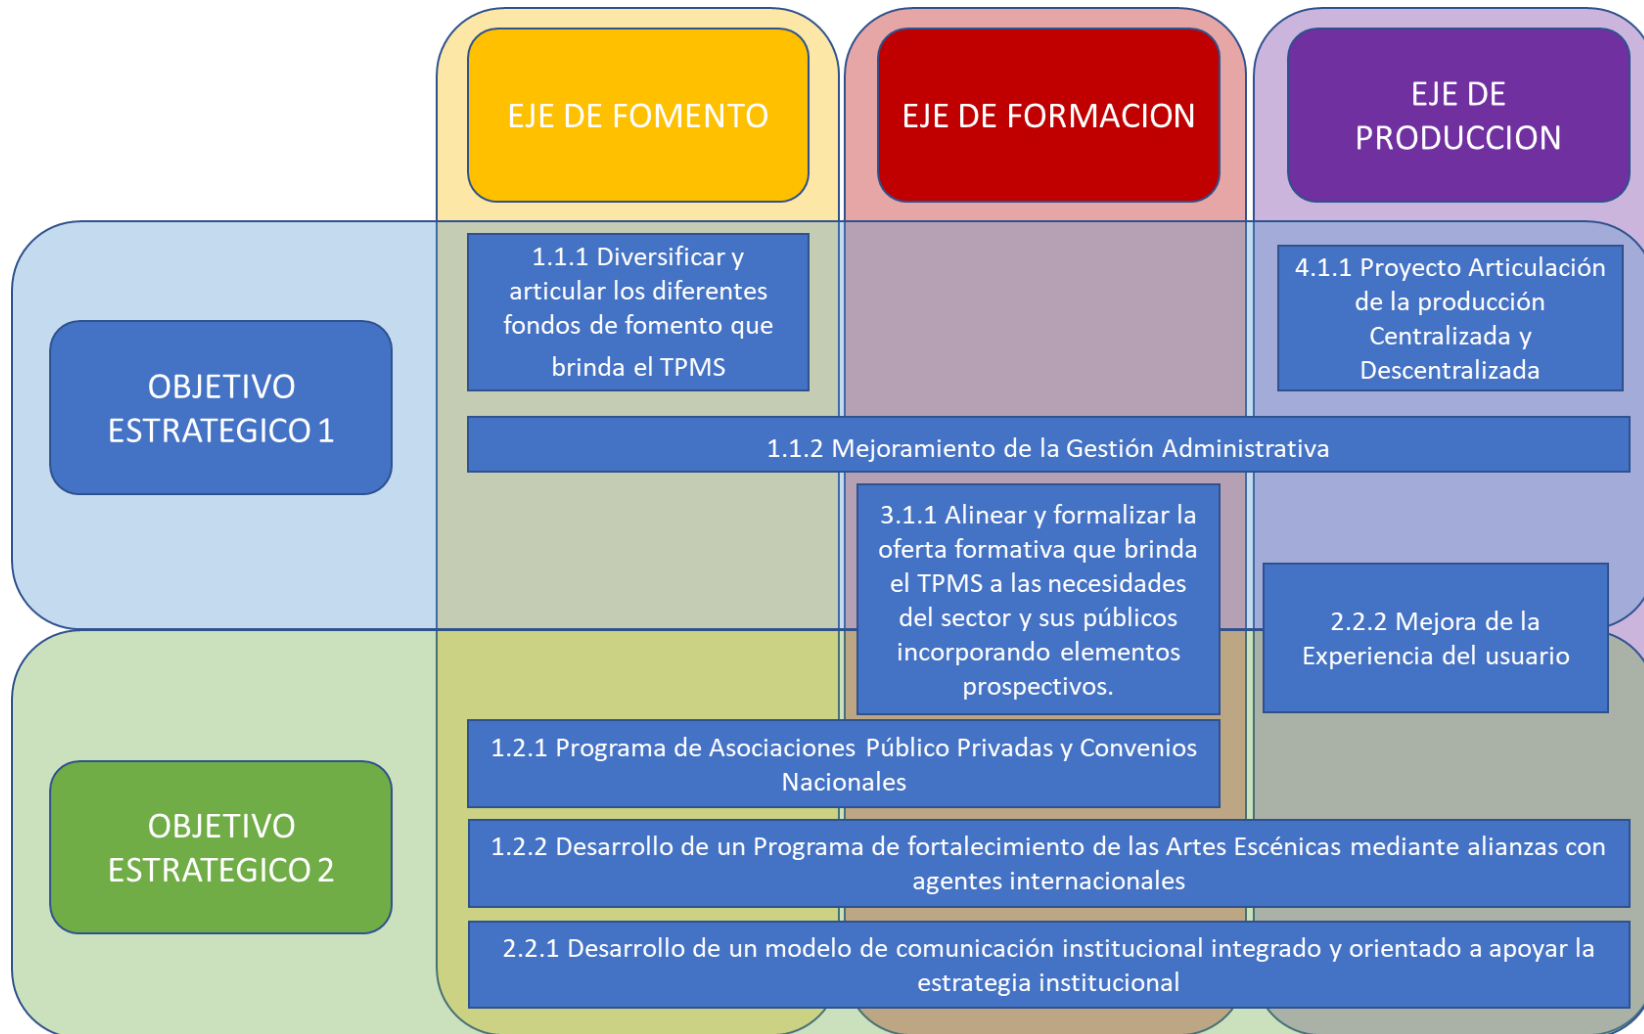 EJE DE FOMENTO
EJE DE FORMACION
EJE DE
PRODUCCION
OBJETIVO
ESTRATEGICO 1
1.1.1 Diversificar y
articular los diferentes
fondos de fomento que
brinda el TPMS
4.1.1 Proyecto Articulación
de la producción
Centralizada y
Descentralizada
1.1.2 Mejoramiento de la Gestión Administrativa
3.1.1 Alinear y formalizar la
oferta formativa que brinda
el TPMS a las necesidades
del sector y sus públicos
incorporando elementos
prospectivos.
2.2.2 Mejora de la
Experiencia del usuario
OBJETIVO
ESTRATEGICO 2
1.2.1 Programa de Asociaciones Público Privadas y Convenios
Nacionales
1.2.2 Desarrollo de un Programa de fortalecimiento de las Artes Escénicas mediante alianzas con
agentes internacionales
2.2.1 Desarrollo de un modelo de comunicación institucional integrado y orientado a apoyar la
estrategia institucional